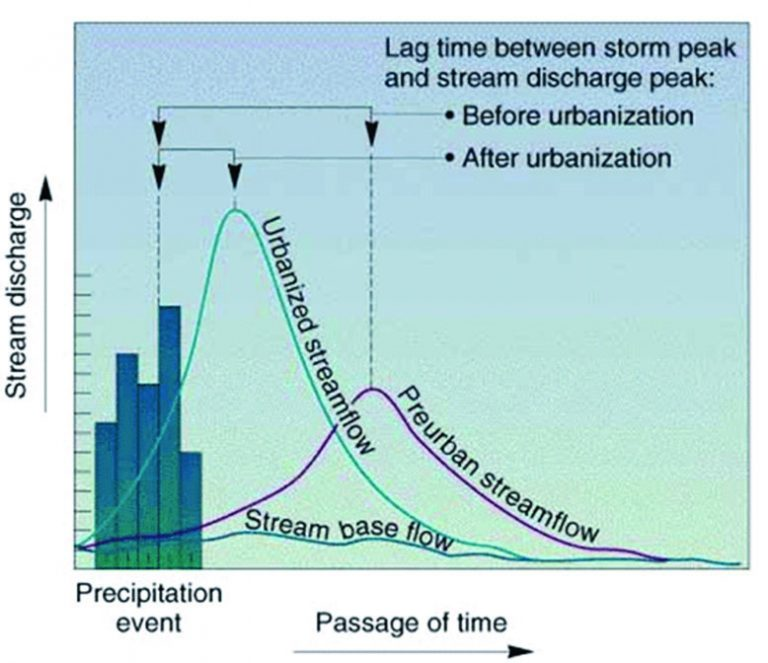 Lag time between storm peak
and stream discharge peak:
• Before urbanization
• After urbanization
Stream discharge
Urbanized streamflow
Preurban streamflow
Stream base flow
Precipitation
event
Passage of time